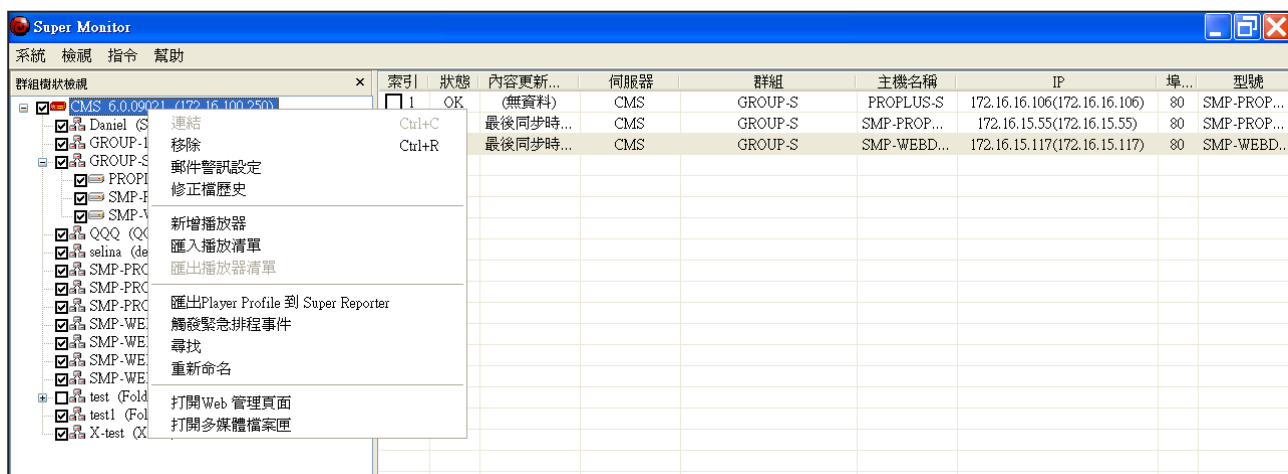 Super Monitor
系統 檢視 指令 幫助
群組樹狀檢視
CMS 6.0.09021 (172.16.100.250)
Daniel (S
GROUP-1
GROUP-S
PROPI
SMP-
SMP-
QQQ (Q
selina (de
SMP-PRO
SMP-PRO
SMP-PRO
SMP-WE
SMP-WE
SMP-WE
SMP-WE
test (Fold
test1 (Fol
X-test (X
連結 Ctrl+C
移除 Ctrl+R
郵件警訊設定
修正檔歷史
新增播放器
匯入播放清單
匯出播放器清單
匯出Player Profile 到 Super Reporter
觸發緊急排程事件
尋找
重新命名
打開Web 管理頁面
打開多媒體檔案匣
索引 狀態 內容更新... 伺服器 群組 主機名稱 IP 埠... 型號
1 OK (無資料) CMS GROUP-S PROPLUS-S 172.16.16.106(172.16.16.106) 80 SMP-PROP...
最後同步時... CMS GROUP-S SMP-PROP... 172.16.15.55(172.16.15.55) 80 SMP-PROP...
最後同步時... CMS GROUP-S SMP-WEBD... 172.16.15.117(172.16.15.117) 80 SMP-WEBD...